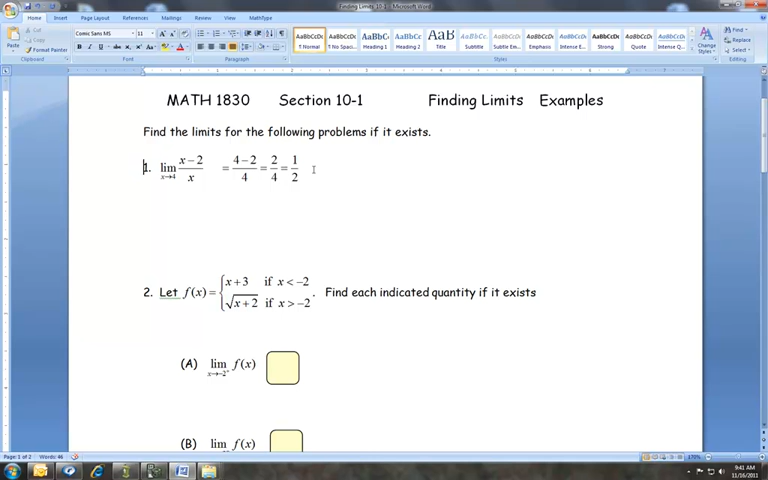 Finding Limits 10-1 - Microsoft Word
Home Insert Page Layout References Mailings Review View MathType
Paste Cut Copy Format Painter
Clipboard
Comic Sans MS 11
Font
Paragraph
AaBbCcDc AaBbCcDc AaBbC AaBbCc AaB AaBbCcI AaBbCcDc AaBbCcDc AaBbCcDc AaBbCcDc AaBbCcDc
¶ Normal ¶ No Spaci... Heading 1 Heading 2 Title Subtitle Subtle Em... Emphasis Intense E... Strong Quote Intense Q...
Styles
Change Styles
Find Replace Select
Editing
MATH 1830 Section 10-1 Finding Limits Examples
Find the limits for the following problems if it exists.
1. lim x→4 (x − 2)/x = (4 − 2)/4 = 2/4 = 1/2
2. Let f(x) = { x + 3 if x < −2
√(x + 2) if x > −2 . Find each indicated quantity if it exists
(A) lim f(x)
(B) lim f(x)
Page: 1 of 2 Words: 46
170%
9:41 AM
11/16/2011